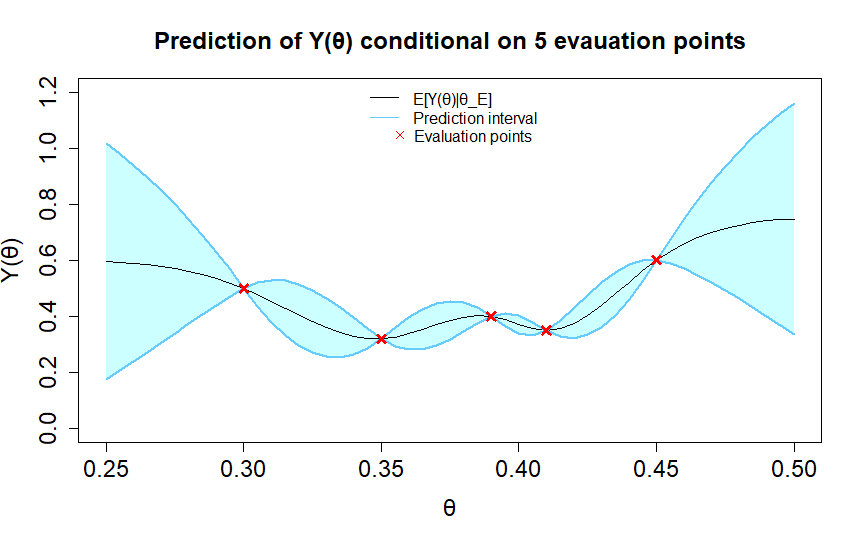 Prediction of Y(θ) conditional on 5 evauation points
E[Y(θ)|θ_E]
Prediction interval
Evaluation points
Y(θ)
1.2
1.0
0.8
0.6
0.4
0.2
0.0
0.25 0.30 0.35 0.40 0.45 0.50
θ